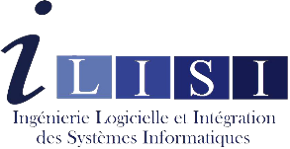 iLISI
Ingénierie Logicielle et Intégration
des Systèmes Informatiques